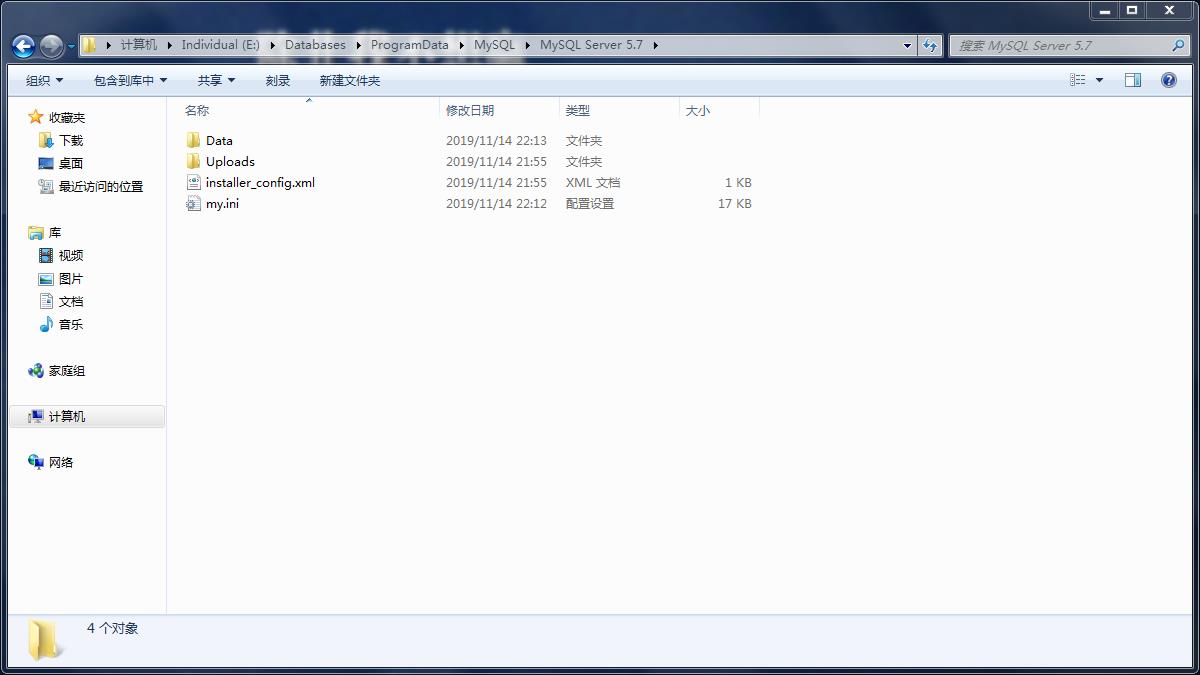 计算机 Individual (E:) Databases ProgramData MySQL MySQL Server 5.7 搜索 MySQL Server 5.7
组织 包含到库中 共享 刻录 新建文件夹
收藏夹
下载
桌面
最近访问的位置
库
视频
图片
文档
音乐
家庭组
计算机
网络
名称 修改日期 类型 大小
Data 2019/11/14 22:13 文件夹
Uploads 2019/11/14 21:55 文件夹
installer_config.xml 2019/11/14 21:55 XML 文档 1 KB
my.ini 2019/11/14 22:12 配置设置 17 KB
4 个对象